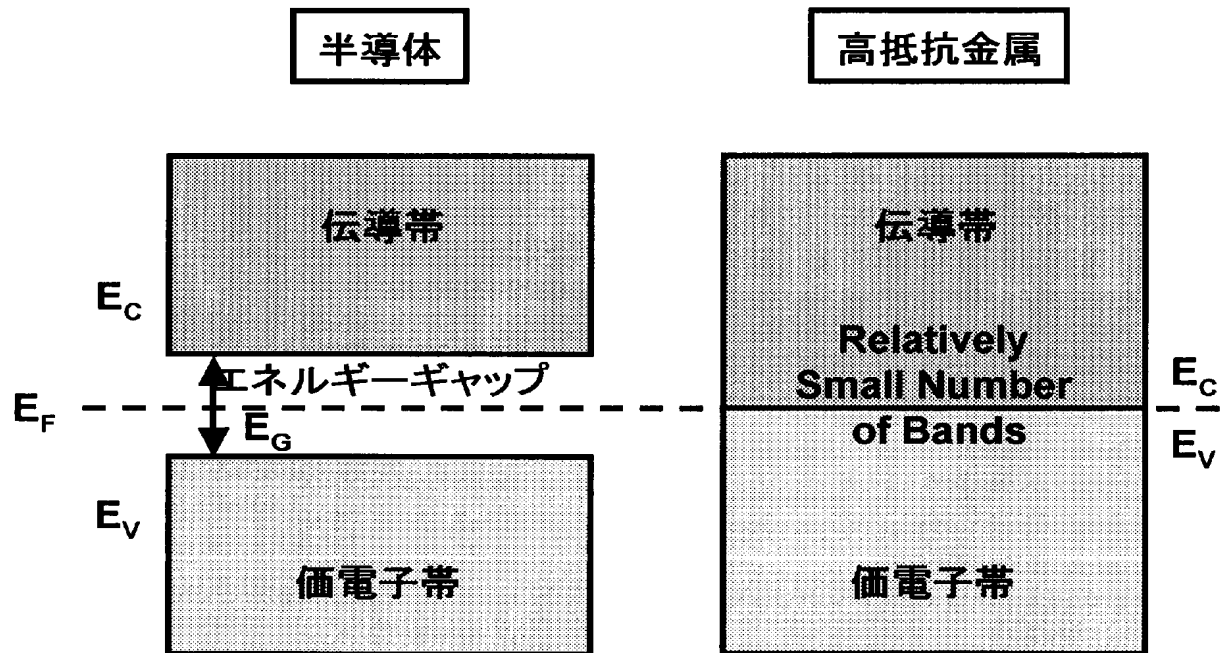 半導体
高抵抗金属
伝導帯
伝導帯
E_C
Relatively
Small Number
of Bands
エネルギーギャップ
E_C
E_F
E_G
E_V
E_V
価電子帯
価電子帯